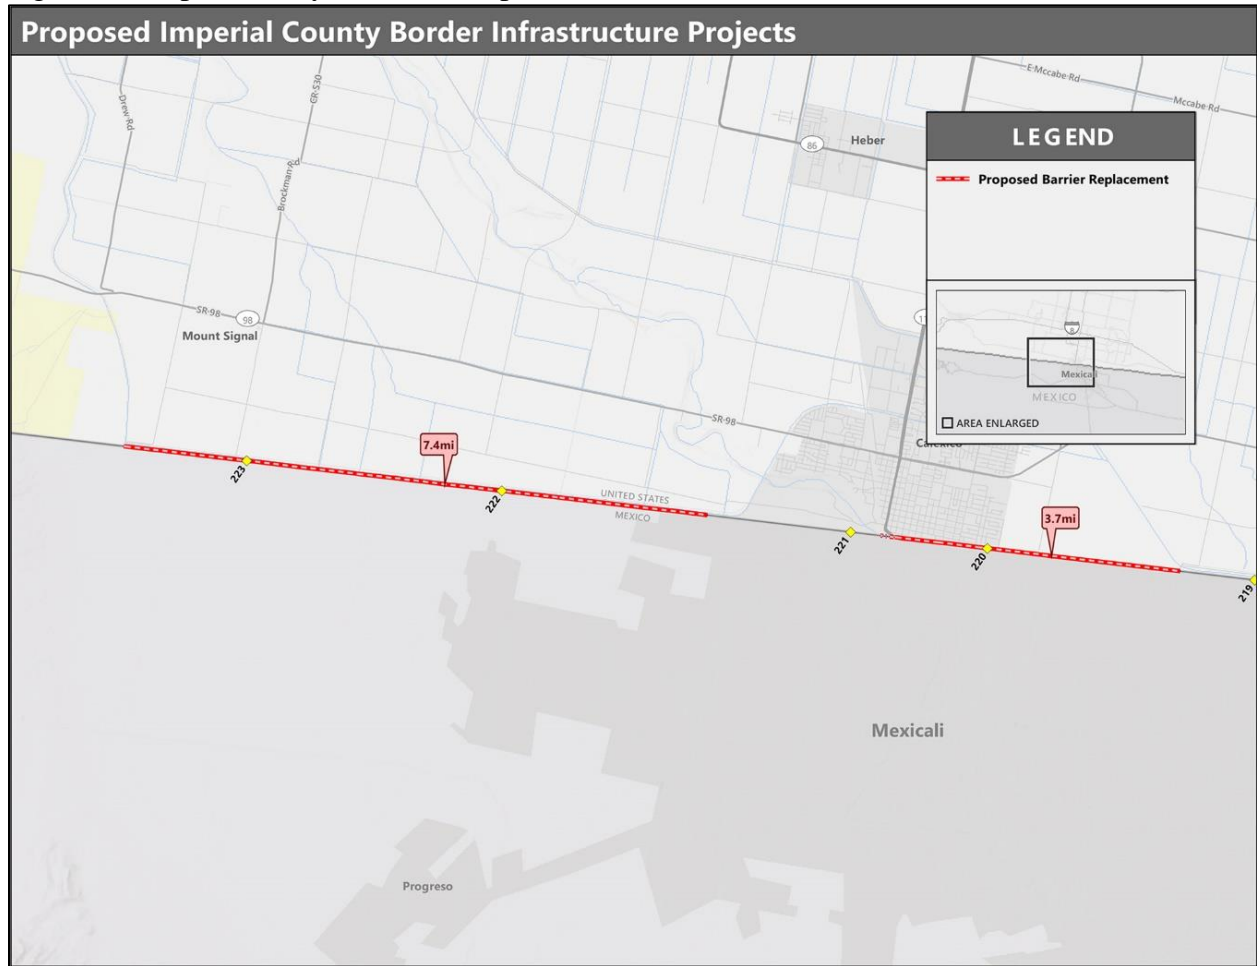 Proposed Imperial County Border Infrastructure Projects
E Mccabe Rd
Mccabe Rd
Drew Rd
CR-S30
86
Heber
LEGEND
Proposed Barrier Replacement
Brockman Rd
SR-98
98
Mount Signal
8
Mexicali
MEXICO
AREA ENLARGED
SR-98
7.4mi
223
222
UNITED STATES
MEXICO
221
220
3.7mi
219
Mexicali
Progreso